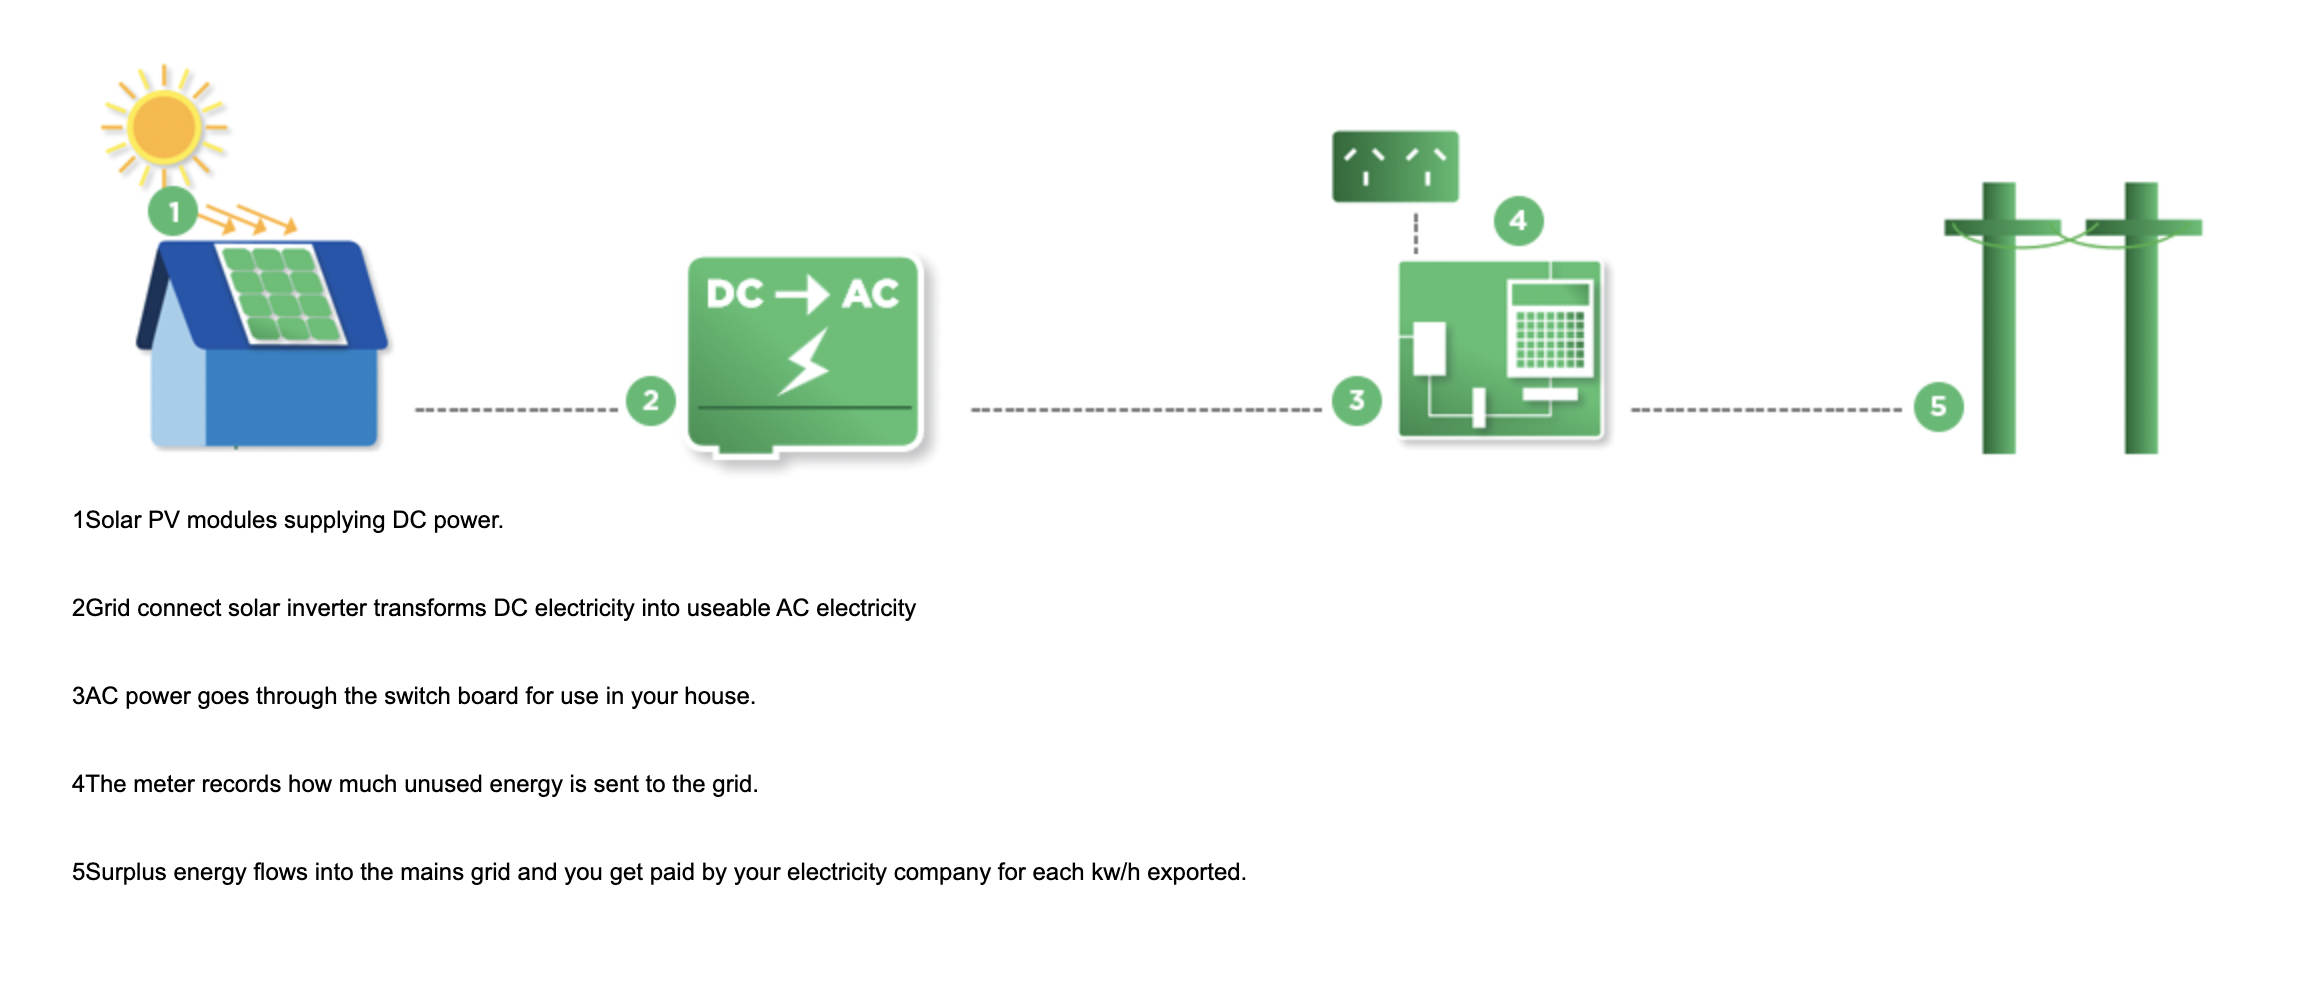 1
DC → AC
4
2
3
5
1Solar PV modules supplying DC power.
2Grid connect solar inverter transforms DC electricity into useable AC electricity
3AC power goes through the switch board for use in your house.
4The meter records how much unused energy is sent to the grid.
5Surplus energy flows into the mains grid and you get paid by your electricity company for each kw/h exported.